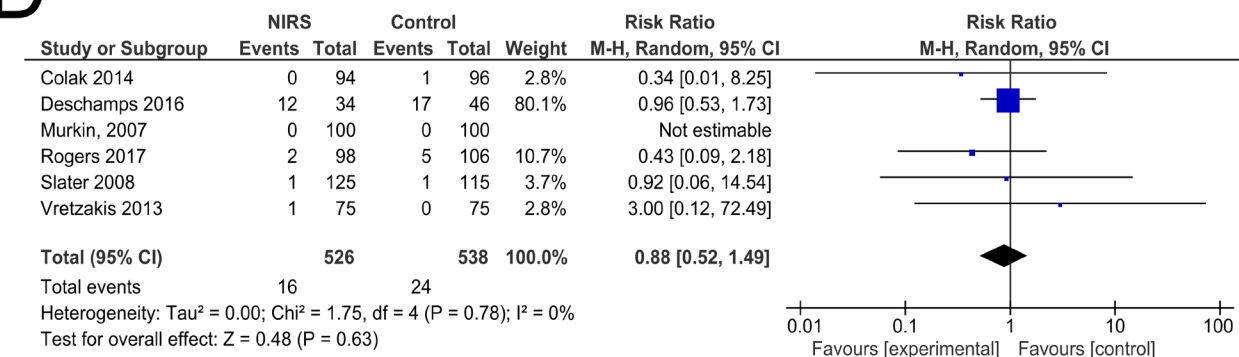 NIRS Control Risk Ratio Risk Ratio
Study or Subgroup Events Total Events Total Weight M-H, Random, 95% CI M-H, Random, 95% CI
Colak 2014 0 94 1 96 2.8% 0.34 [0.01, 8.25]
Deschamps 2016 12 34 17 46 80.1% 0.96 [0.53, 1.73]
Murkin, 2007 0 100 0 100 Not estimable
Rogers 2017 2 98 5 106 10.7% 0.43 [0.09, 2.18]
Slater 2008 1 125 1 115 3.7% 0.92 [0.06, 14.54]
Vretzakis 2013 1 75 0 75 2.8% 3.00 [0.12, 72.49]
Total (95% CI) 526 538 100.0% 0.88 [0.52, 1.49]
Total events 16 24
Heterogeneity: Tau² = 0.00; Chi² = 1.75, df = 4 (P = 0.78); I² = 0%
Test for overall effect: Z = 0.48 (P = 0.63)
0.01 0.1 1 10 100
Favours [experimental] Favours [control]